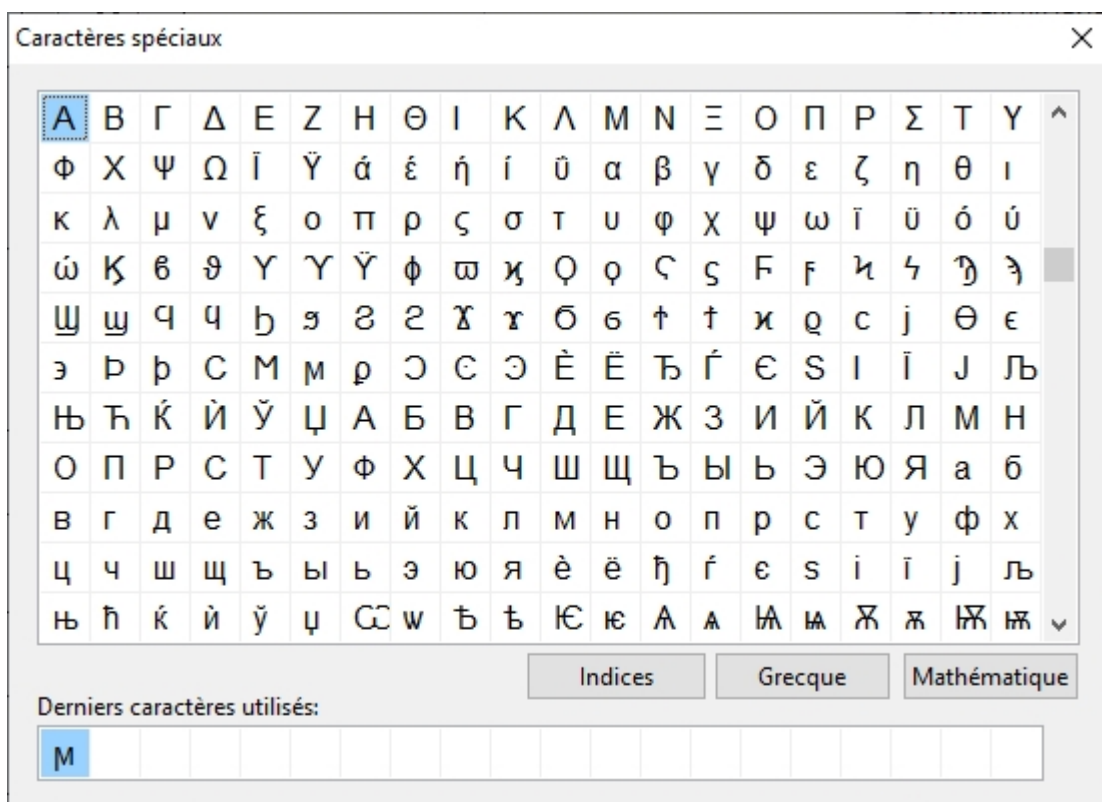 Caractères spéciaux
Α Β Γ Δ Ε Ζ Η Θ Ι Κ Λ Μ Ν Ξ Ο Π Ρ Σ Τ Υ
Φ Χ Ψ Ω Ϊ Ϋ ά έ ή ί ΰ α β γ δ ε ζ η θ ι
κ λ μ ν ξ ο π ρ ς σ τ υ φ χ ψ ω ϊ ϋ ό ύ
ώ Ϗ ϐ ϑ ϒ ϓ ϔ ϕ ϖ ϗ Ϙ ϙ Ϛ ϛ Ϝ ϝ Ϟ ϟ Ϡ ϡ
Ϣ ϣ Ϥ ϥ Ϧ ϧ Ϩ ϩ Ϫ ϫ Ϭ ϭ Ϯ ϯ ϰ ϱ ϲ ϳ ϴ ϵ
϶ Ϸ ϸ Ϲ Ϻ ϻ ϼ Ͻ Ͼ Ͽ Ѐ Ё Ђ Ѓ Є Ѕ І Ї Ј Љ
Њ Ћ Ќ Ѝ Ў Џ А Б В Г Д Е Ж З И Й К Л М Н
О П Р С Т У Ф Х Ц Ч Ш Щ Ъ Ы Ь Э Ю Я а б
в г д е ж з и й к л м н о п р с т у ф х
ц ч ш щ ъ ы ь э ю я ѐ ё ђ ѓ є ѕ і ї ј љ
њ ћ ќ ѝ ў џ Ѡ ѡ Ѣ ѣ Ѥ ѥ Ѧ ѧ Ѩ ѩ Ѫ ѫ Ѭ ѭ
Indices Grecque Mathématique
Derniers caractères utilisés:
ϻ